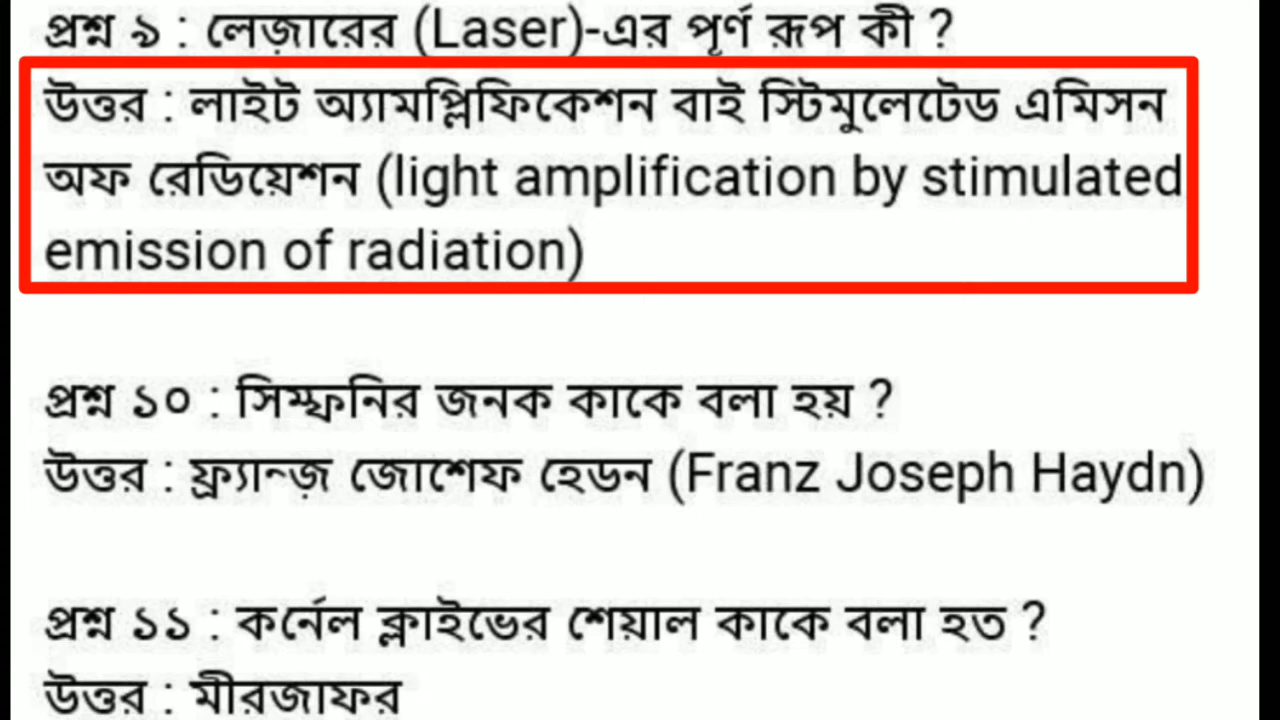 প্রশ্ন ৯ : লেজ়ারের (Laser)-এর পূর্ণ রূপ কী ?
উত্তর : লাইট অ্যামপ্লিফিকেশন বাই স্টিমুলেটেড এমিসন
অফ রেডিয়েশন (light amplification by stimulated
emission of radiation)
প্রশ্ন ১০ : সিম্ফনির জনক কাকে বলা হয় ?
উত্তর : ফ্র্যান্জ় জোশেফ হেডন (Franz Joseph Haydn)
প্রশ্ন ১১ : কর্নেল ক্লাইভের শেয়াল কাকে বলা হত ?
উত্তর : মীরজাফর